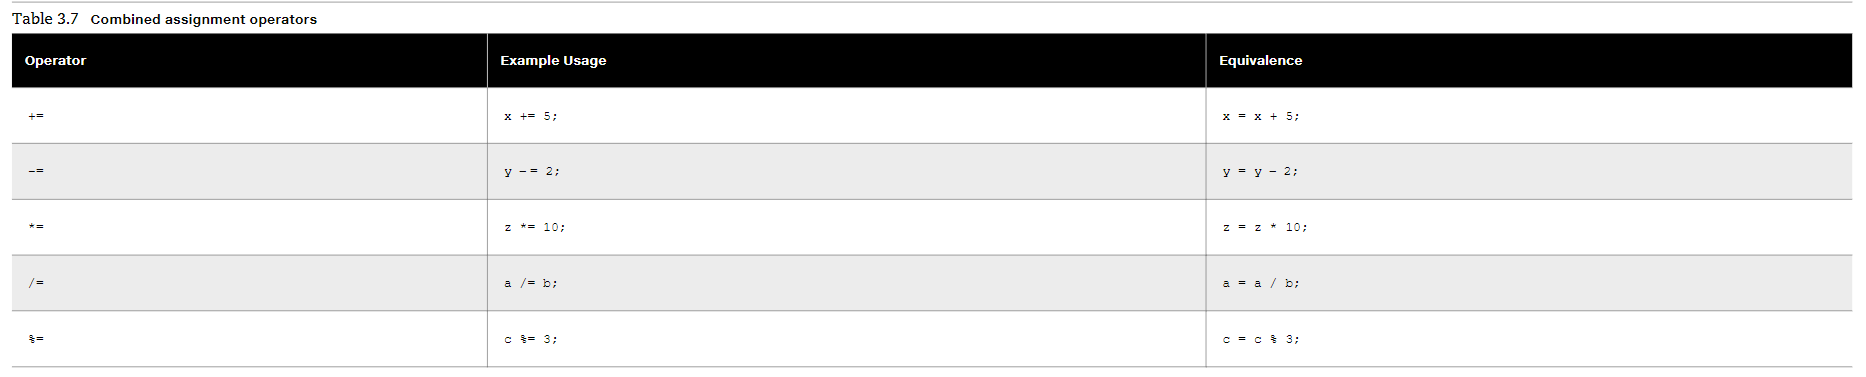 Table 3.7 Combined assignment operators
Operator Example Usage Equivalence
+= x += 5; x = x + 5;
-= y -= 2; y = y - 2;
*= z *= 10; z = z * 10;
/= a /= b; a = a / b;
%= c %= 3; c = c % 3;